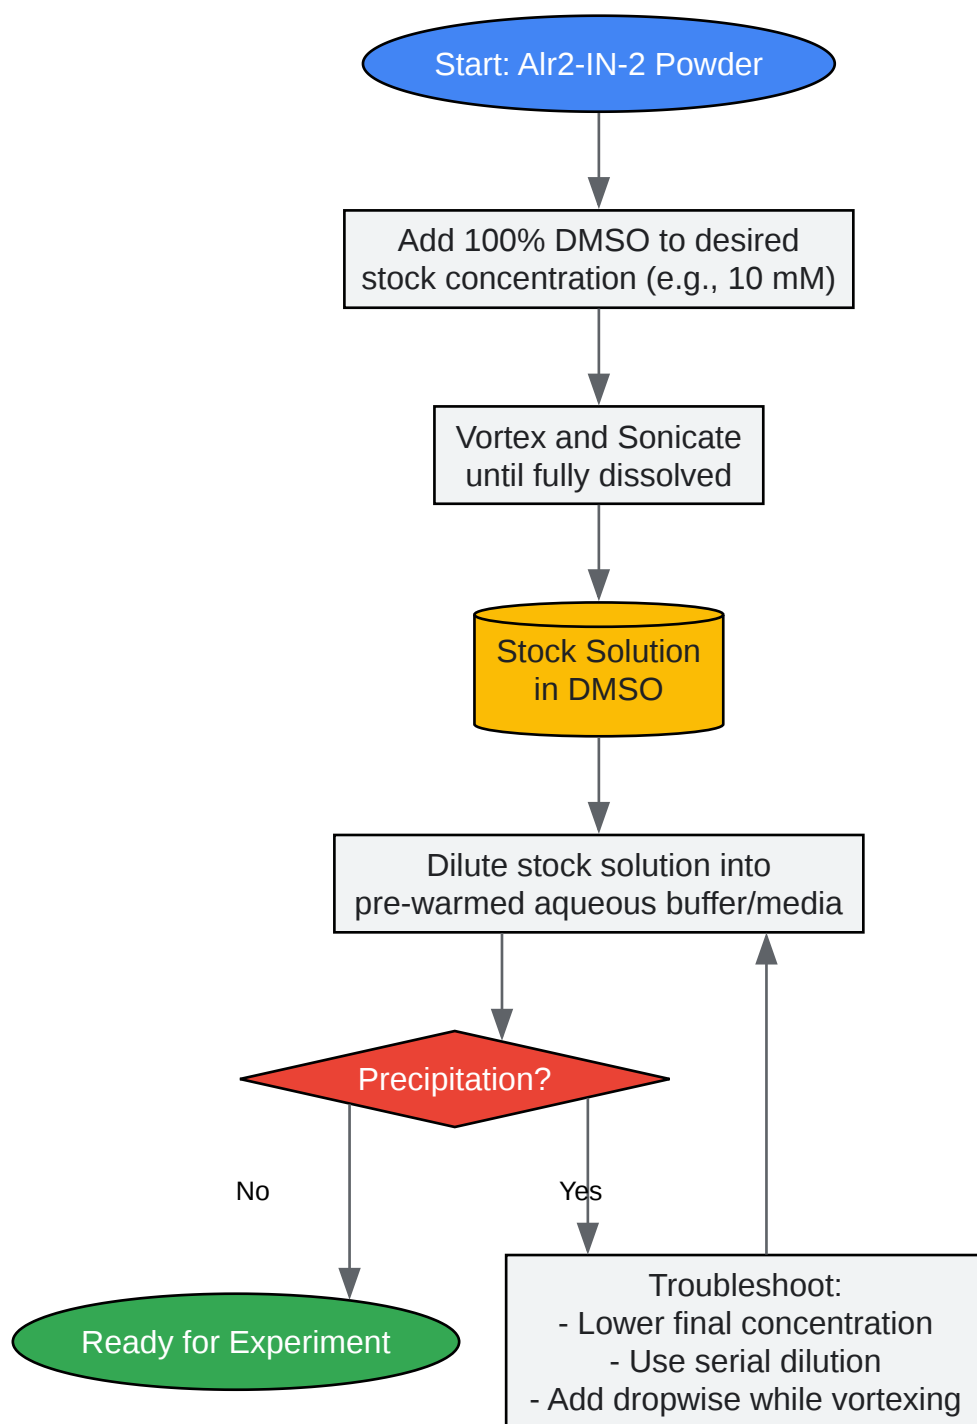 Start: Alr2-IN-2 Powder
Add 100% DMSO to desired
stock concentration (e.g., 10 mM)
Vortex and Sonicate
until fully dissolved
Stock Solution
in DMSO
Dilute stock solution into
pre-warmed aqueous buffer/media
Precipitation?
No
Yes
Ready for Experiment
Troubleshoot:
- Lower final concentration
- Use serial dilution
- Add dropwise while vortexing